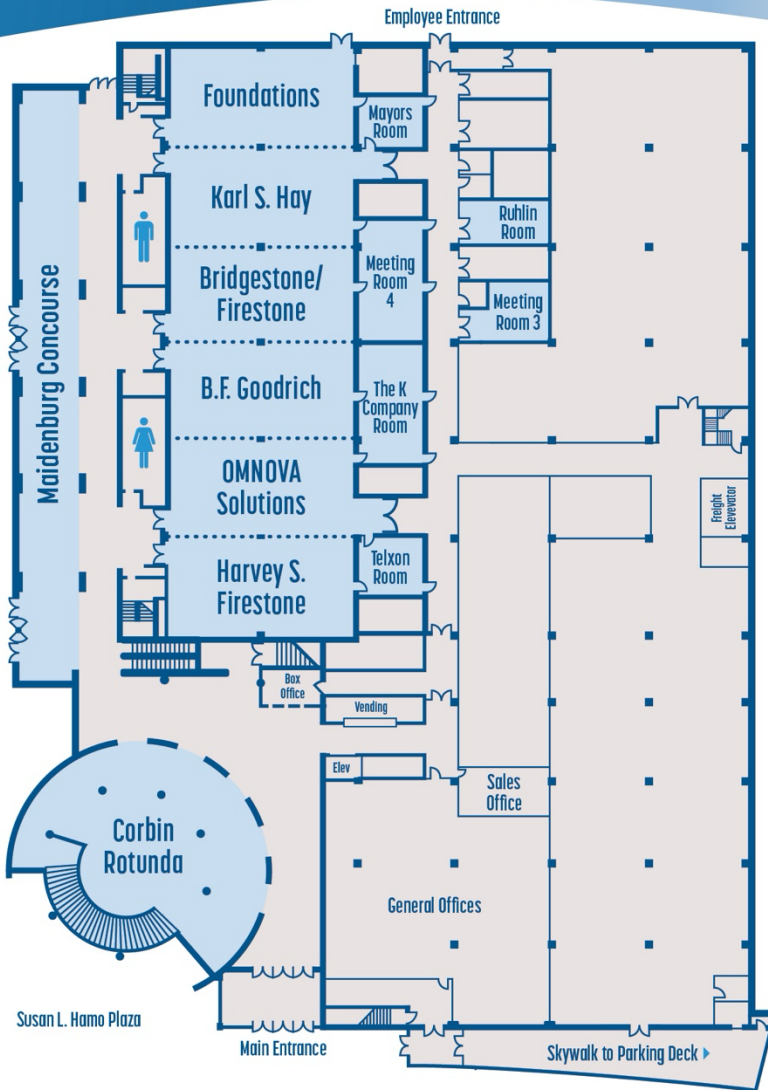 Employee Entrance
Foundations
Mayors
Room
Karl S. Hay
Ruhlin
Room
Bridgestone/
Firestone
Meeting
Room
4
Meeting
Room 3
Maidenburg Concourse
B.F. Goodrich
The K
Company
Room
OMNOVA
Solutions
Freight
Elevevator
Harvey S.
Firestone
Telxon
Room
Box
Office
Vending
Elev
Sales
Office
Corbin
Rotunda
General Offices
Susan L. Hamo Plaza
Main Entrance
Skywalk to Parking Deck